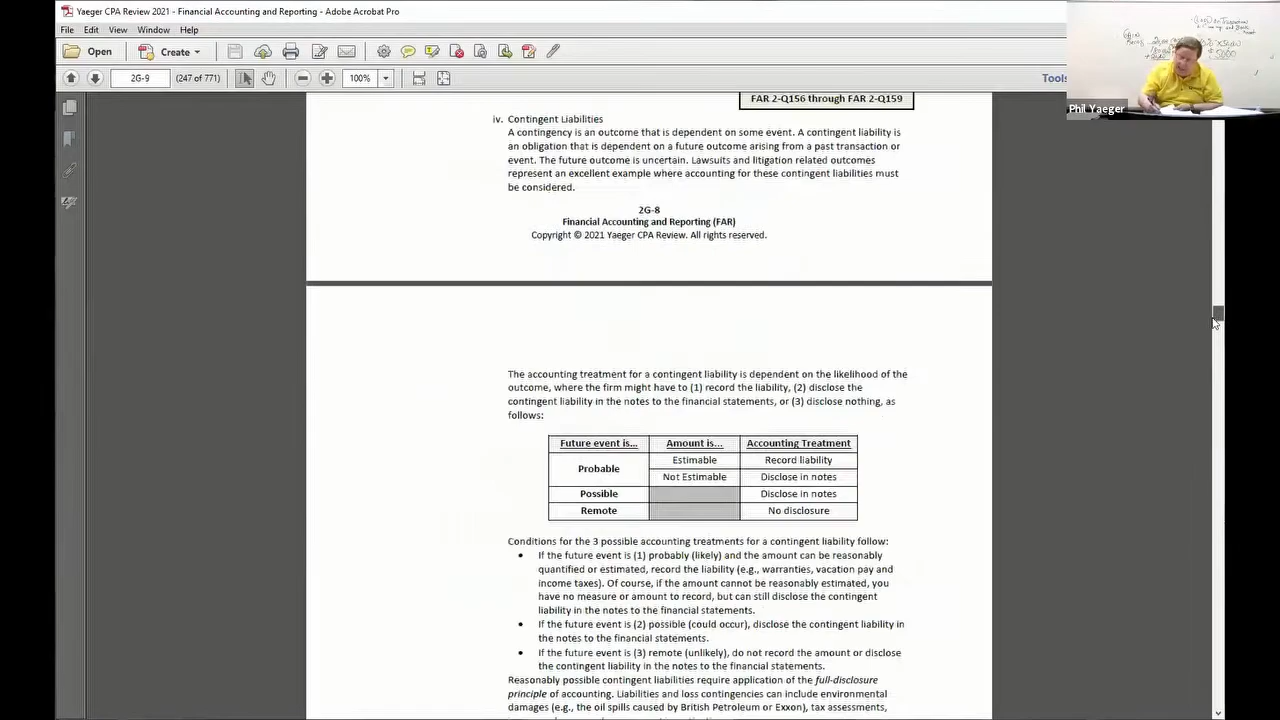 Yaeger CPA Review 2021 - Financial Accounting and Reporting - Adobe Acrobat Pro
File Edit View Window Help
Open Create
2G-9 (247 of 771) 100% Tools
Phil Yaeger
FAR 2-Q156 through FAR 2-Q159
iv. Contingent Liabilities
A contingency is an outcome that is dependent on some event. A contingent liability is
an obligation that is dependent on a future outcome arising from a past transaction or
event. The future outcome is uncertain. Lawsuits and litigation related outcomes
represent an excellent example where accounting for these contingent liabilities must
be considered.
2G-8
Financial Accounting and Reporting (FAR)
Copyright © 2021 Yaeger CPA Review. All rights reserved.
The accounting treatment for a contingent liability is dependent on the likelihood of the
outcome, where the firm might have to (1) record the liability, (2) disclose the
contingent liability in the notes to the financial statements, or (3) disclose nothing, as
follows:
Future event is... Amount is... Accounting Treatment
Probable Estimable Record liability
Not Estimable Disclose in notes
Possible Disclose in notes
Remote No disclosure
Conditions for the 3 possible accounting treatments for a contingent liability follow:
• If the future event is (1) probably (likely) and the amount can be reasonably
quantified or estimated, record the liability (e.g., warranties, vacation pay and
income taxes). Of course, if the amount cannot be reasonably estimated, you
have no measure or amount to record, but can still disclose the contingent
liability in the notes to the financial statements.
• If the future event is (2) possible (could occur), disclose the contingent liability in
the notes to the financial statements.
• If the future event is (3) remote (unlikely), do not record the amount or disclose
the contingent liability in the notes to the financial statements.
Reasonably possible contingent liabilities require application of the full-disclosure
principle of accounting. Liabilities and loss contingencies can include environmental
damages (e.g., the oil spills caused by British Petroleum or Exxon), tax assessments,